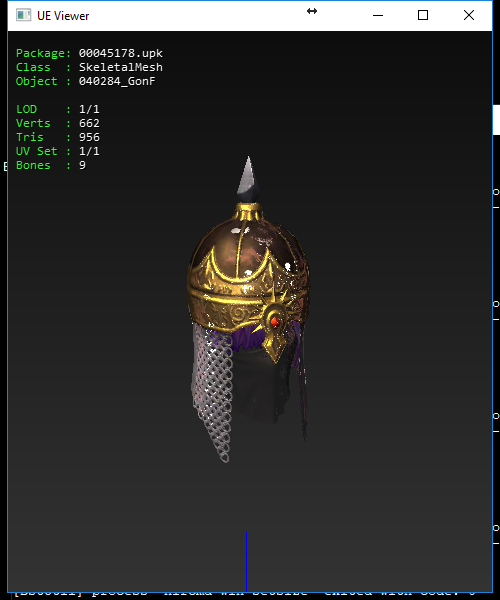 UE Viewer
Package: 00045178.upk
Class : SkeletalMesh
Object : 040284_GonF
LOD : 1/1
Verts : 662
Tris : 956
UV Set : 1/1
Bones : 9